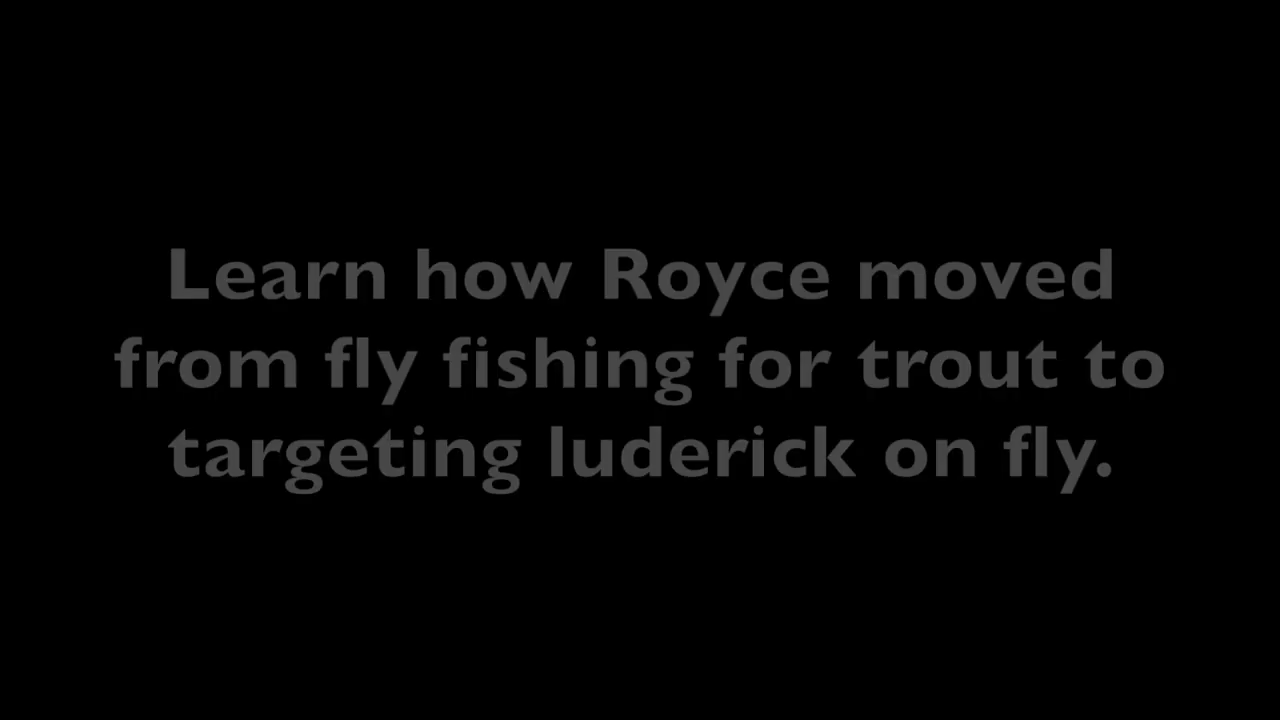 Learn how Royce moved
from fly fishing for trout to
targeting luderick on fly.